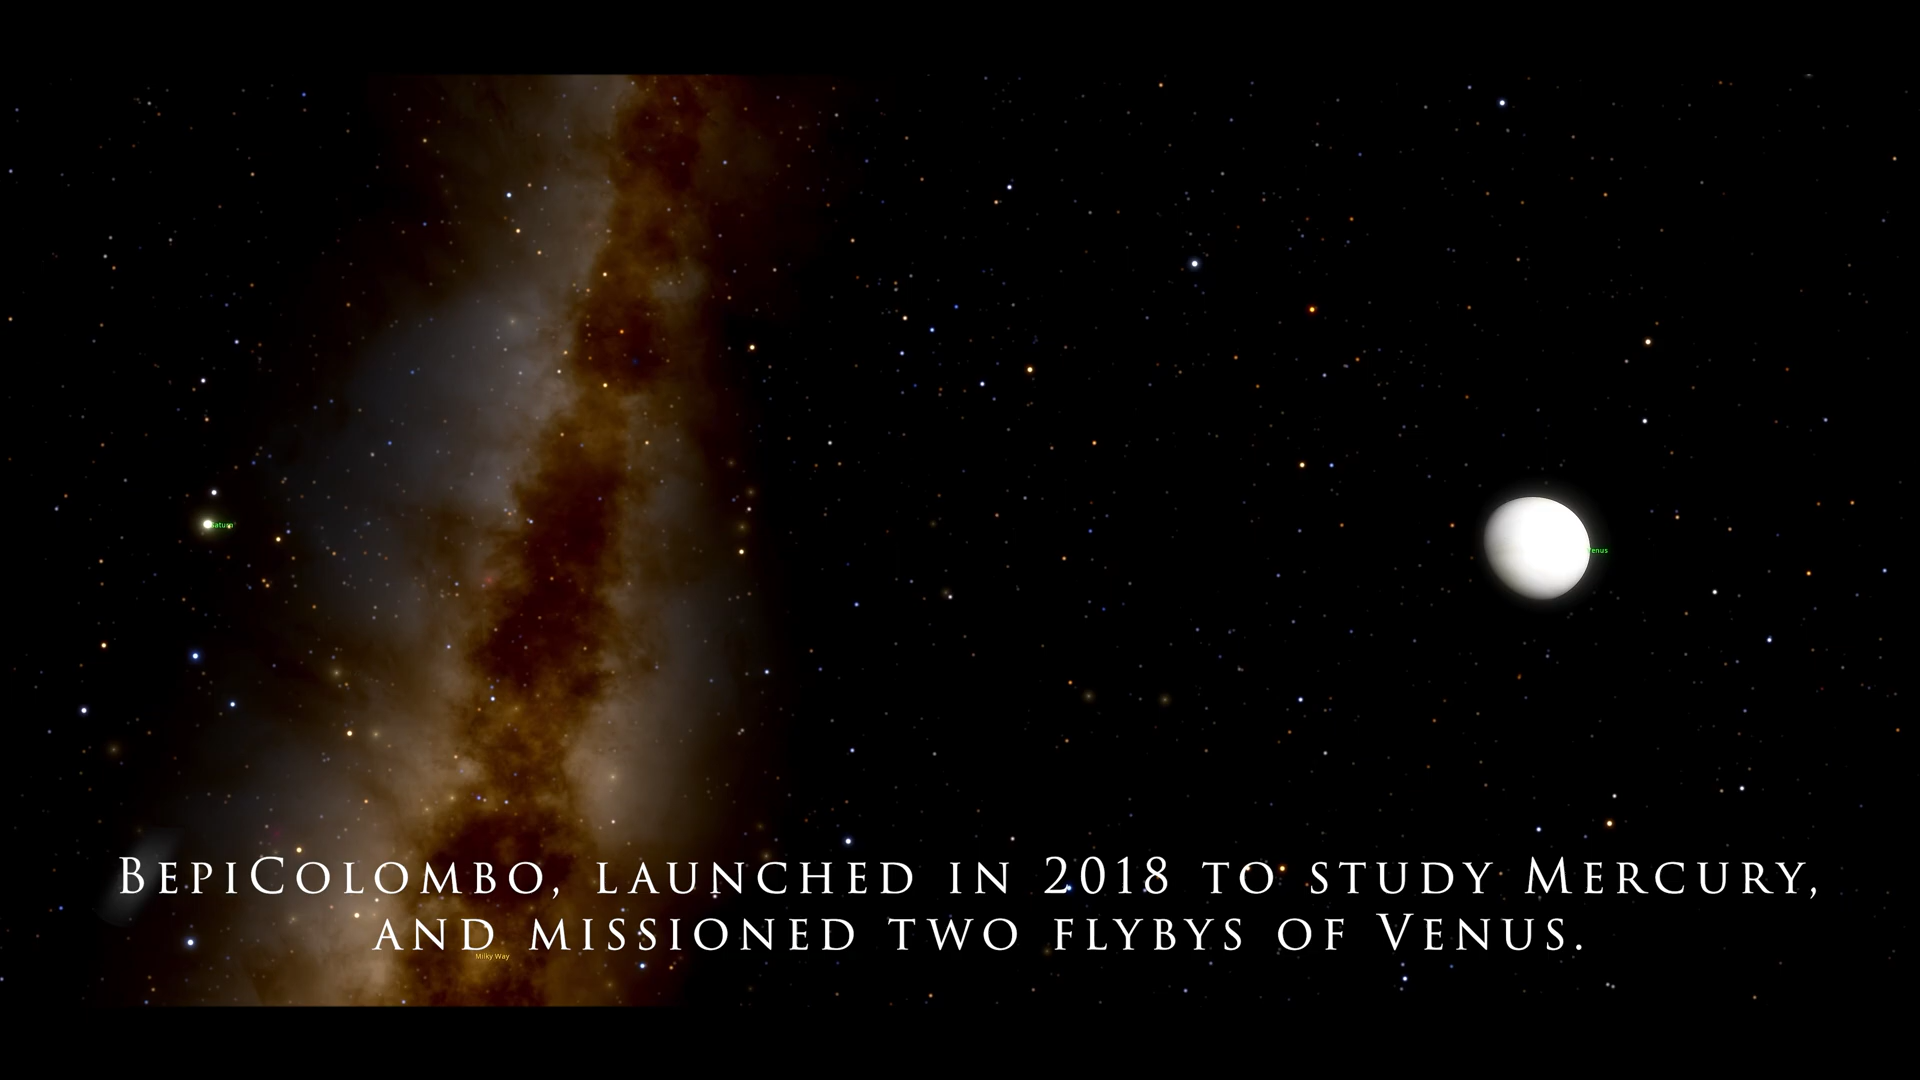 Saturn
Venus
BepiColombo, launched in 2018 to study Mercury,
and missioned two flybys of Venus.
Milky Way